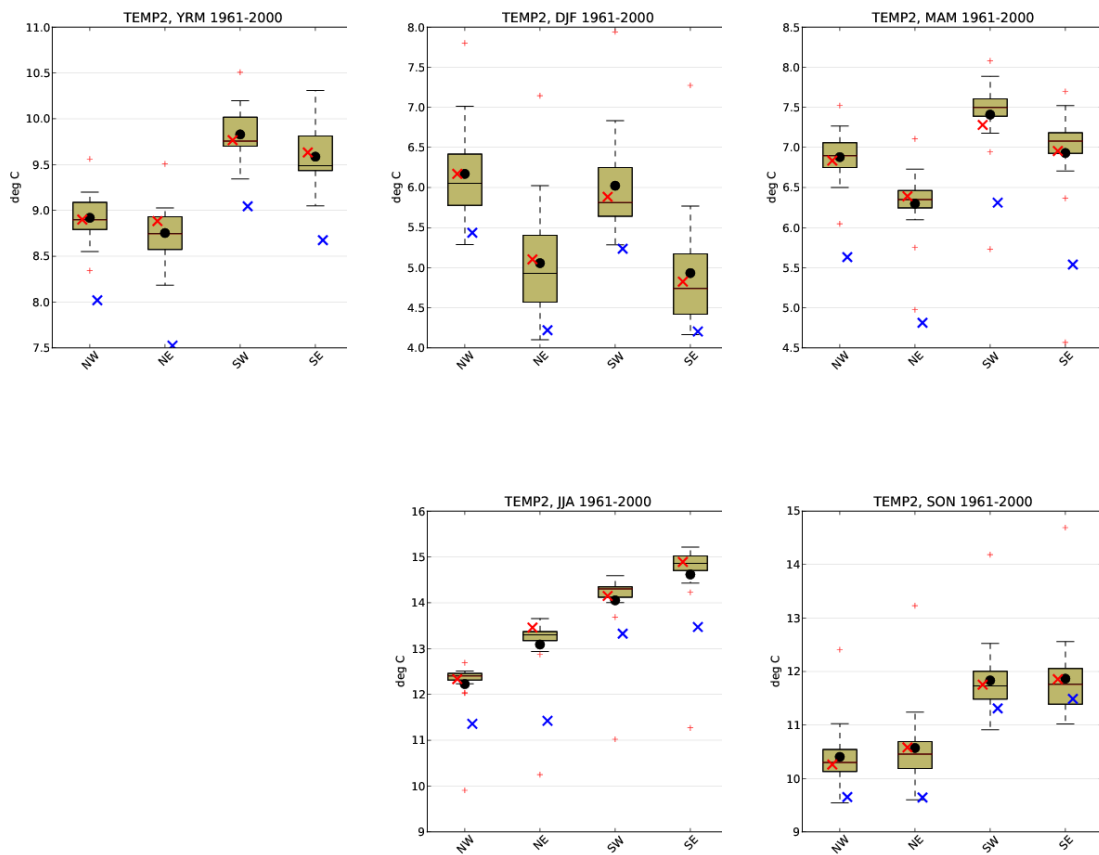 TEMP2, YRM 1961-2000
deg C
11.0
10.5
10.0
9.5
9.0
8.5
8.0
7.5
NW
NE
SW
SE
TEMP2, DJF 1961-2000
deg C
8.0
7.5
7.0
6.5
6.0
5.5
5.0
4.5
4.0
NW
NE
SW
SE
TEMP2, MAM 1961-2000
deg C
8.5
8.0
7.5
7.0
6.5
6.0
5.5
5.0
4.5
NW
NE
SW
SE
TEMP2, JJA 1961-2000
deg C
16
15
14
13
12
11
10
9
NW
NE
SW
SE
TEMP2, SON 1961-2000
deg C
15
14
13
12
11
10
9
NW
NE
SW
SE